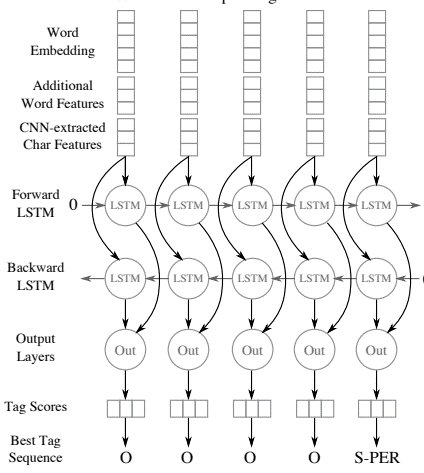 Word
Embedding
Additional
Word Features
CNN-extracted
Char Features
Forward
LSTM
0 LSTM LSTM LSTM LSTM LSTM
Backward
LSTM
LSTM LSTM LSTM LSTM LSTM
Output
Layers
Out Out Out Out Out
Tag Scores
Best Tag
Sequence
O O O O S-PER